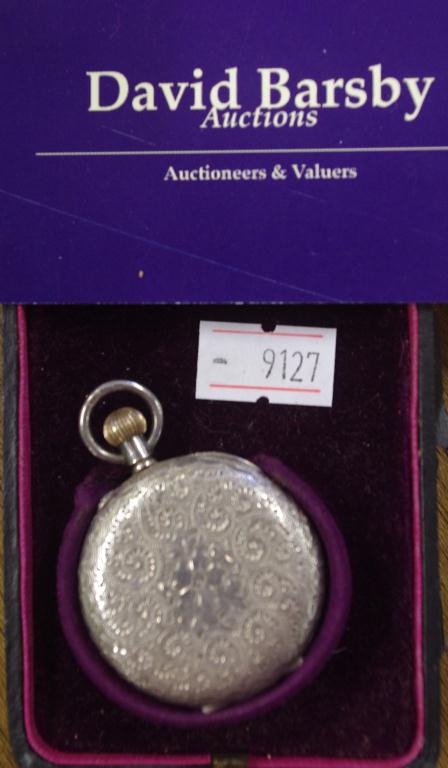 David Barsby
Auctions
Auctioneers & Valuers
- 9127